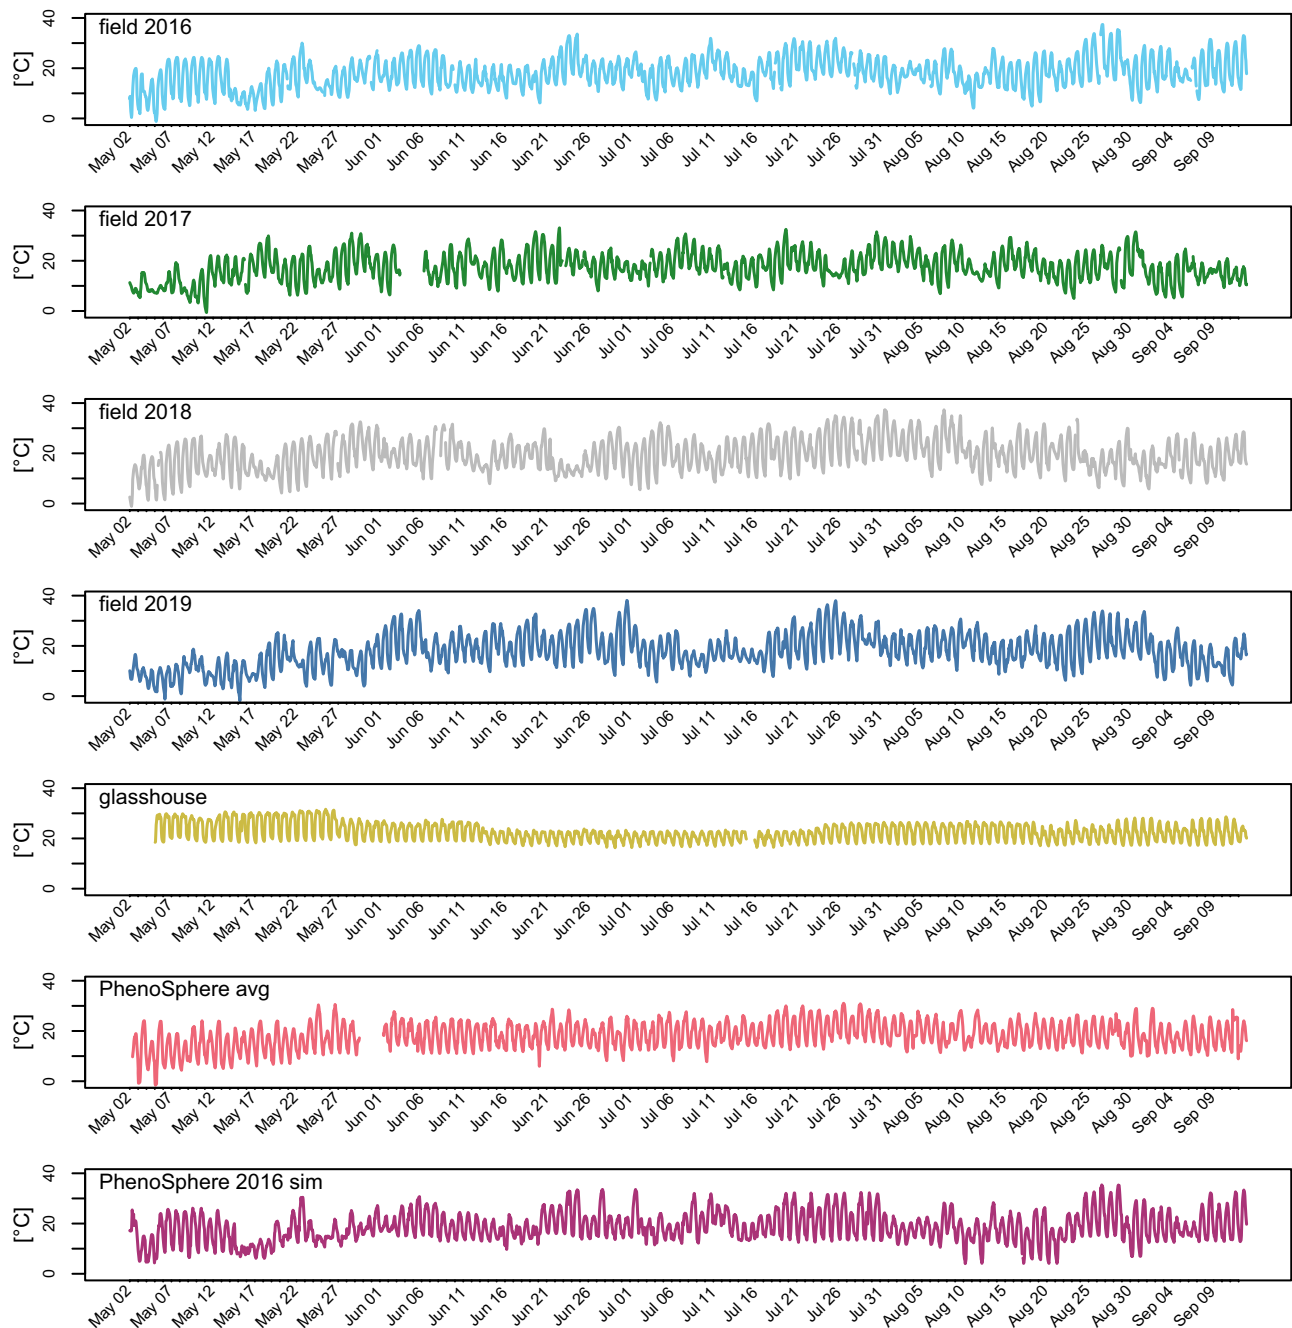 field 2016
[°C]
0 20 40
May 02 May 07 May 12 May 17 May 22 May 27 Jun 01 Jun 06 Jun 11 Jun 16 Jun 21 Jun 26 Jul 01 Jul 06 Jul 11 Jul 16 Jul 21 Jul 26 Jul 31 Aug 05 Aug 10 Aug 15 Aug 20 Aug 25 Aug 30 Sep 04 Sep 09
field 2017
[°C]
0 20 40
May 02 May 07 May 12 May 17 May 22 May 27 Jun 01 Jun 06 Jun 11 Jun 16 Jun 21 Jun 26 Jul 01 Jul 06 Jul 11 Jul 16 Jul 21 Jul 26 Jul 31 Aug 05 Aug 10 Aug 15 Aug 20 Aug 25 Aug 30 Sep 04 Sep 09
field 2018
[°C]
0 20 40
May 02 May 07 May 12 May 17 May 22 May 27 Jun 01 Jun 06 Jun 11 Jun 16 Jun 21 Jun 26 Jul 01 Jul 06 Jul 11 Jul 16 Jul 21 Jul 26 Jul 31 Aug 05 Aug 10 Aug 15 Aug 20 Aug 25 Aug 30 Sep 04 Sep 09
field 2019
[°C]
0 20 40
May 02 May 07 May 12 May 17 May 22 May 27 Jun 01 Jun 06 Jun 11 Jun 16 Jun 21 Jun 26 Jul 01 Jul 06 Jul 11 Jul 16 Jul 21 Jul 26 Jul 31 Aug 05 Aug 10 Aug 15 Aug 20 Aug 25 Aug 30 Sep 04 Sep 09
glasshouse
[°C]
0 20 40
May 02 May 07 May 12 May 17 May 22 May 27 Jun 01 Jun 06 Jun 11 Jun 16 Jun 21 Jun 26 Jul 01 Jul 06 Jul 11 Jul 16 Jul 21 Jul 26 Jul 31 Aug 05 Aug 10 Aug 15 Aug 20 Aug 25 Aug 30 Sep 04 Sep 09
PhenoSphere avg
[°C]
0 20 40
May 02 May 07 May 12 May 17 May 22 May 27 Jun 01 Jun 06 Jun 11 Jun 16 Jun 21 Jun 26 Jul 01 Jul 06 Jul 11 Jul 16 Jul 21 Jul 26 Jul 31 Aug 05 Aug 10 Aug 15 Aug 20 Aug 25 Aug 30 Sep 04 Sep 09
PhenoSphere 2016 sim
[°C]
0 20 40
May 02 May 07 May 12 May 17 May 22 May 27 Jun 01 Jun 06 Jun 11 Jun 16 Jun 21 Jun 26 Jul 01 Jul 06 Jul 11 Jul 16 Jul 21 Jul 26 Jul 31 Aug 05 Aug 10 Aug 15 Aug 20 Aug 25 Aug 30 Sep 04 Sep 09